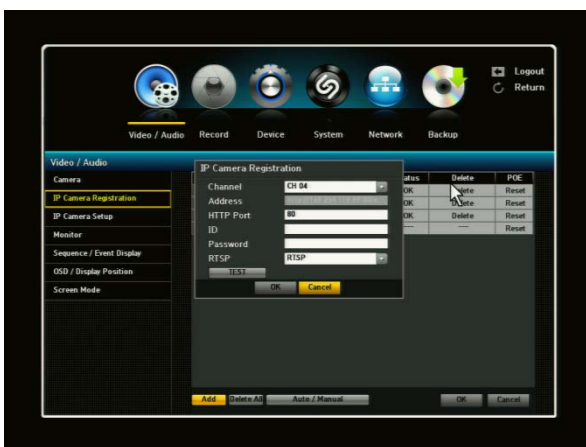 Logout
Return
Video / Audio Record Device System Network Backup
Video / Audio
Camera
IP Camera Registration
IP Camera Setup
Monitor
Sequence / Event Display
OSD / Display Position
Screen Mode
IP Camera Registration
Channel CH 04
Address
HTTP Port 80
ID
Password
RTSP RTSP
TEST
OK Cancel
Delete POE
OK Delete Reset
OK Delete Reset
OK Delete Reset
---- ---- Reset
Add Delete All Auto / Manual OK Cancel